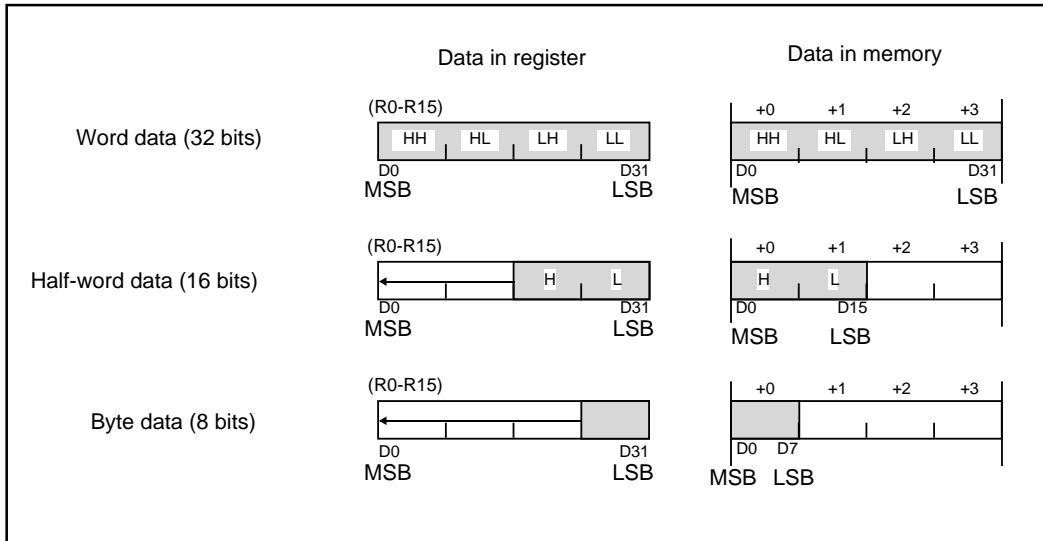 Data in register
Data in memory
Word data (32 bits)
(R0-R15)
HH HL LH LL
D0 D31
MSB LSB
+0 +1 +2 +3
HH HL LH LL
D0 D31
MSB LSB
Half-word data (16 bits)
(R0-R15)
H L
D0 D31
MSB LSB
+0 +1 +2 +3
H L
D0 D15
MSB LSB
Byte data (8 bits)
(R0-R15)
D0 D31
MSB LSB
+0 +1 +2 +3
D0 D7
MSB LSB